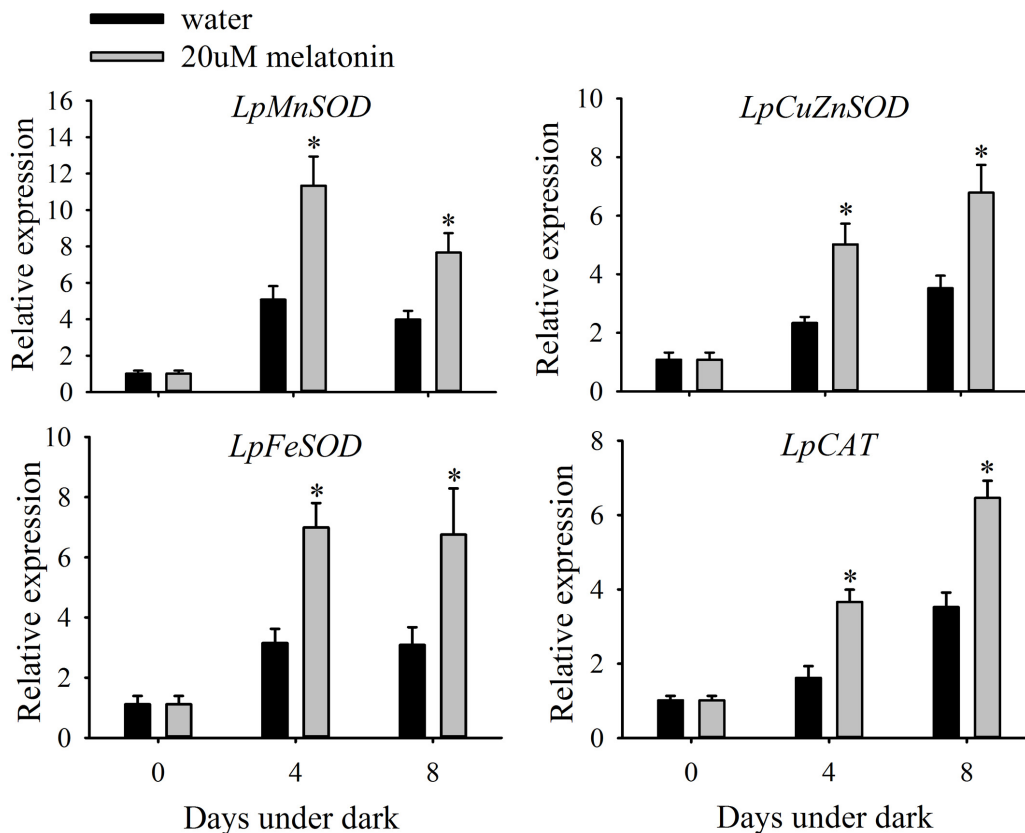 water
20uM melatonin
LpMnSOD
16
14
12
10
8
6
4
2
0
Relative expression
*
*
LpCuZnSOD
10
8
6
4
2
0
Relative expression
*
*
LpFeSOD
10
8
6
4
2
0
Relative expression
*
*
0 4 8
Days under dark
LpCAT
8
6
4
2
0
Relative expression
*
*
0 4 8
Days under dark